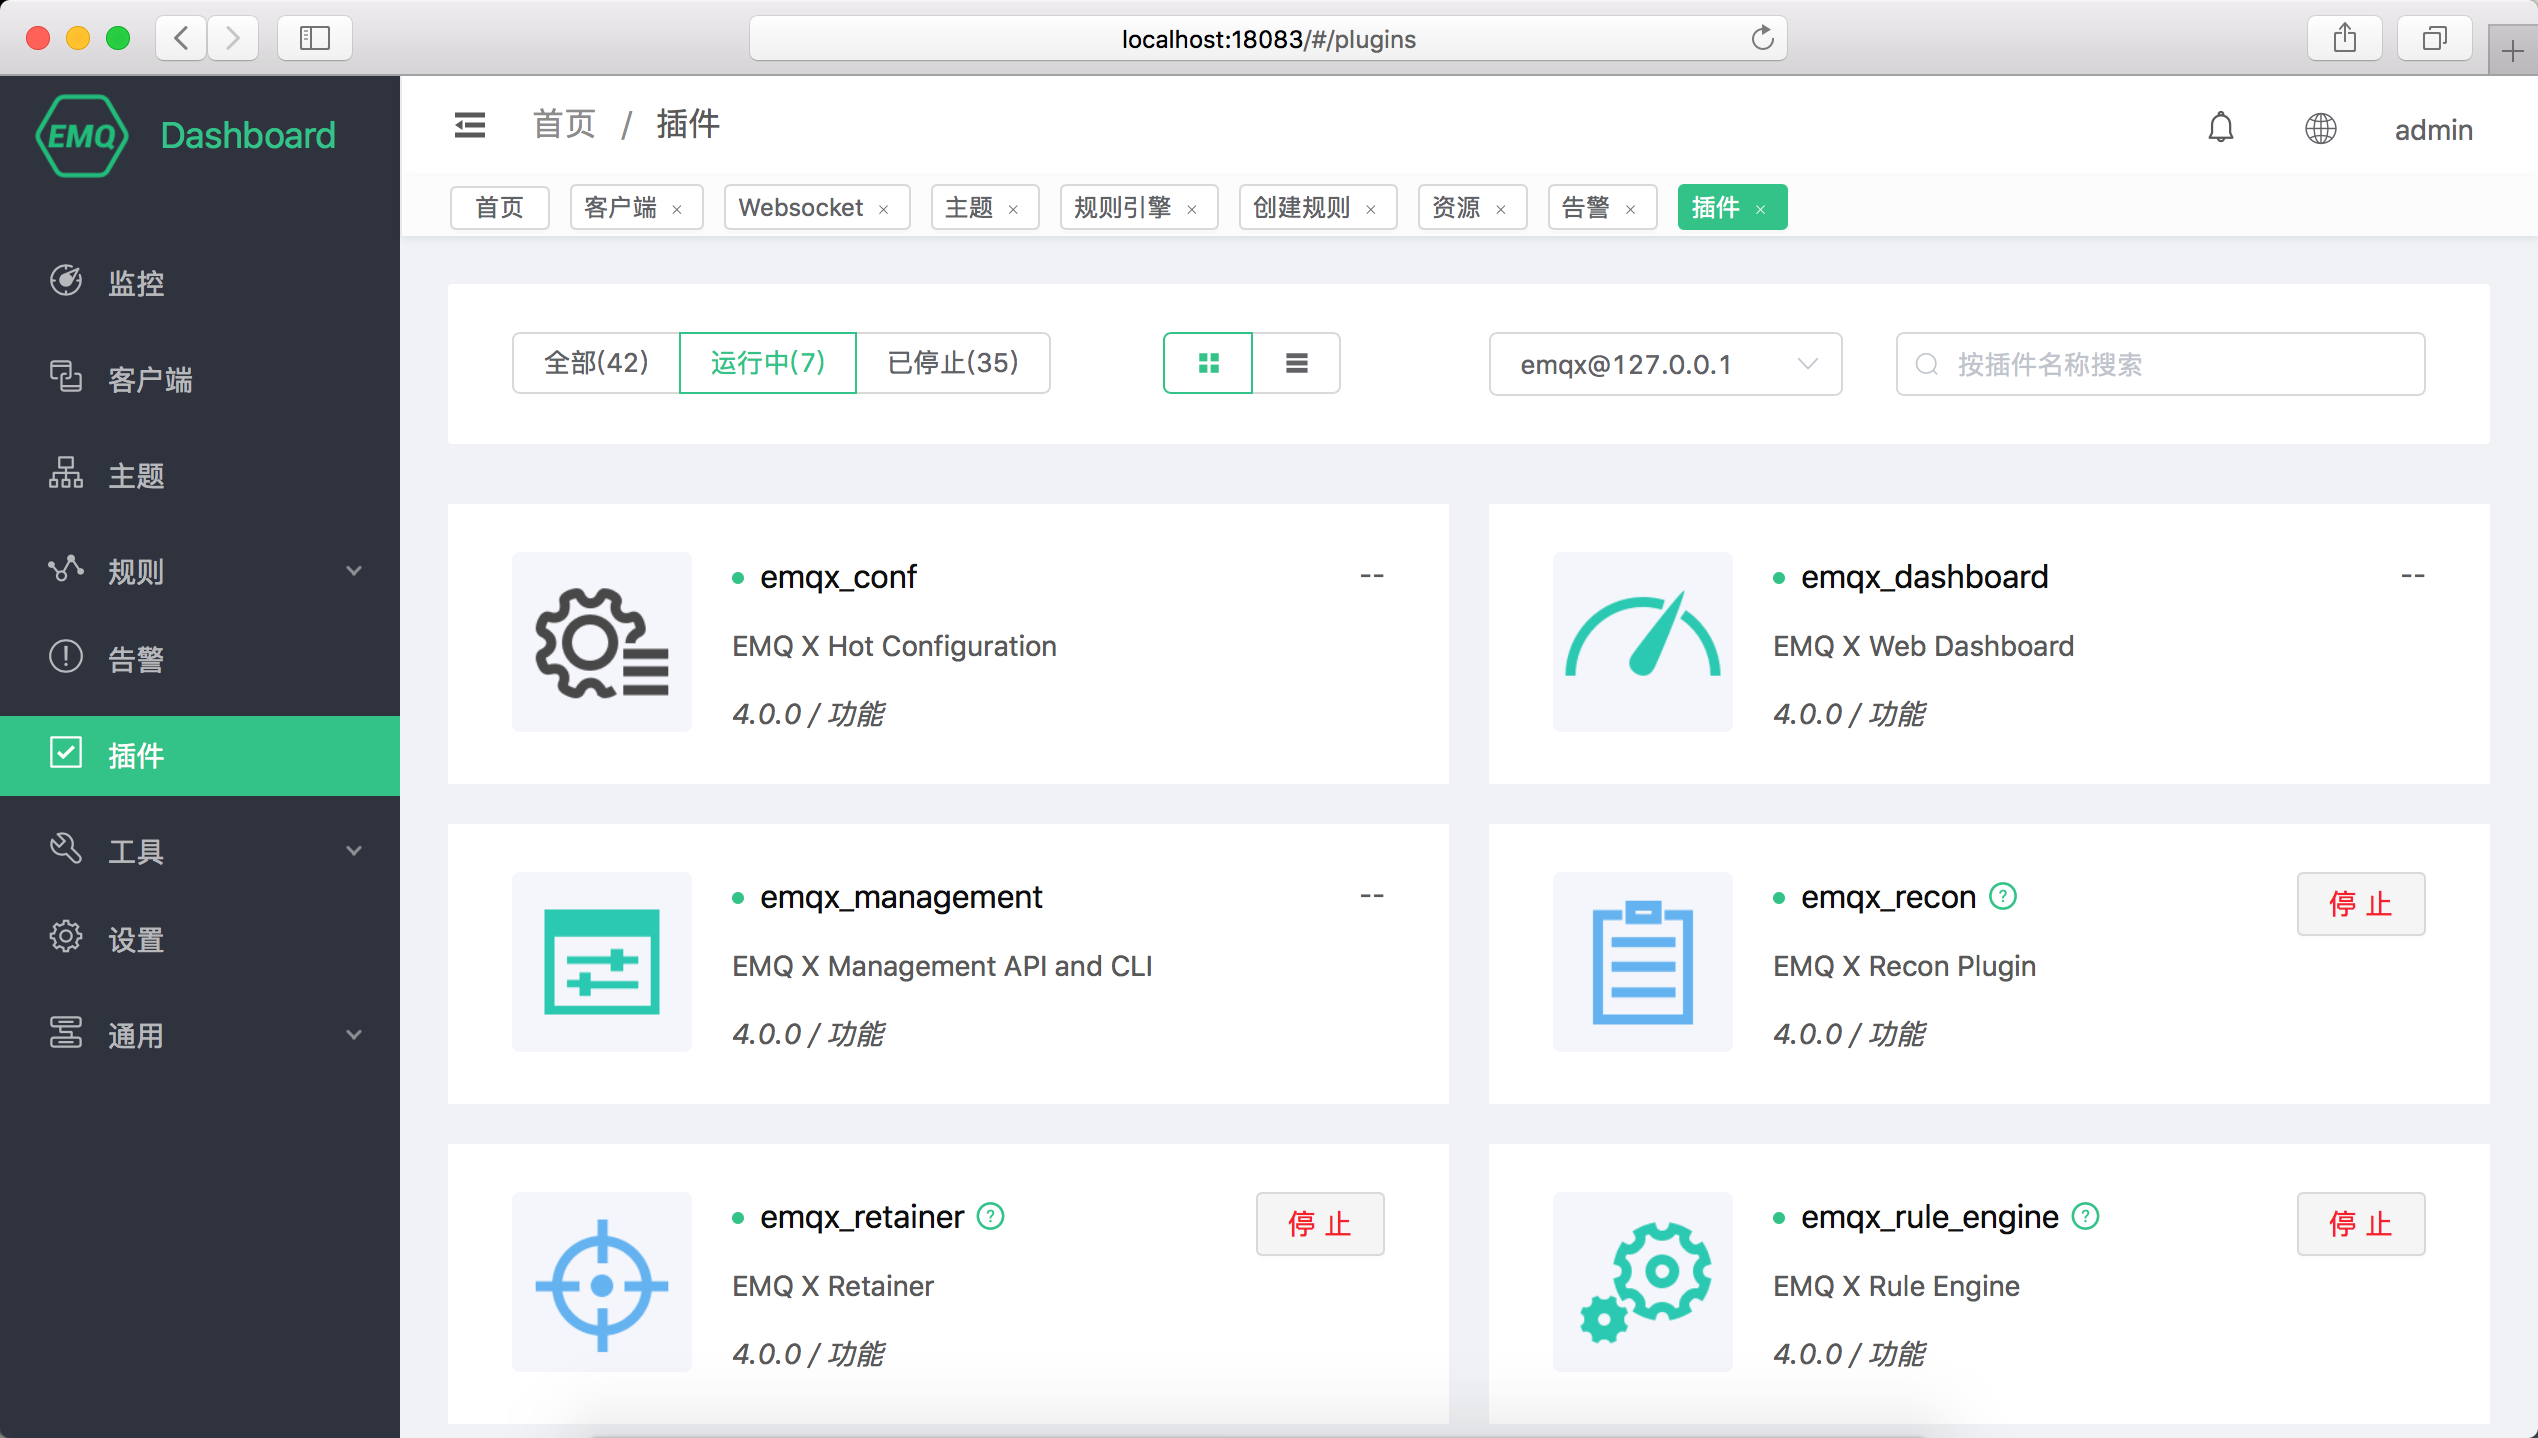 localhost:18083/#/plugins
EMQ Dashboard
首页 / 插件
admin
首页 客户端 × Websocket × 主题 × 规则引擎 × 创建规则 × 资源 × 告警 × 插件 ×
监控
客户端
主题
规则
告警
插件
工具
设置
通用
全部(42) 运行中(7) 已停止(35)
emqx@127.0.0.1
按插件名称搜索
emqx_conf --
EMQ X Hot Configuration
4.0.0 / 功能
emqx_dashboard --
EMQ X Web Dashboard
4.0.0 / 功能
emqx_management --
EMQ X Management API and CLI
4.0.0 / 功能
emqx_recon ? 停 止
EMQ X Recon Plugin
4.0.0 / 功能
emqx_retainer ? 停 止
EMQ X Retainer
4.0.0 / 功能
emqx_rule_engine ? 停 止
EMQ X Rule Engine
4.0.0 / 功能